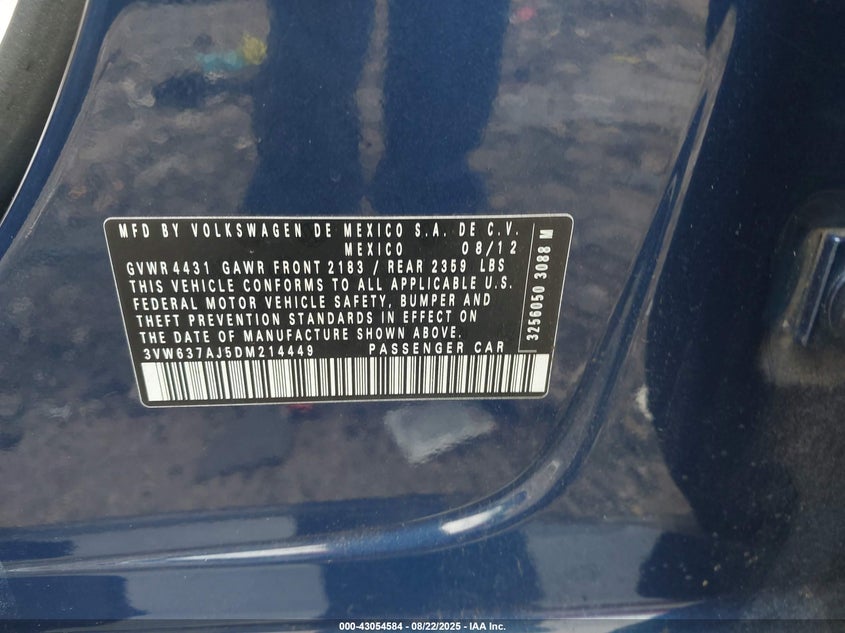 MFD BY VOLKSWAGEN DE MEXICO S.A. DE C.V.
MEXICO 08/12
GVWR 4431 GAWR FRONT 2183 / REAR 2359 LBS
THIS VEHICLE CONFORMS TO ALL APPLICABLE U.S.
FEDERAL MOTOR VEHICLE SAFETY, BUMPER AND
THEFT PREVENTION STANDARDS IN EFFECT ON
THE DATE OF MANUFACTURE SHOWN ABOVE.
3VW637AJ5DM214449 PASSENGER CAR
3256050 3088 M
000-43054584 - 08/22/2025 - IAA Inc.